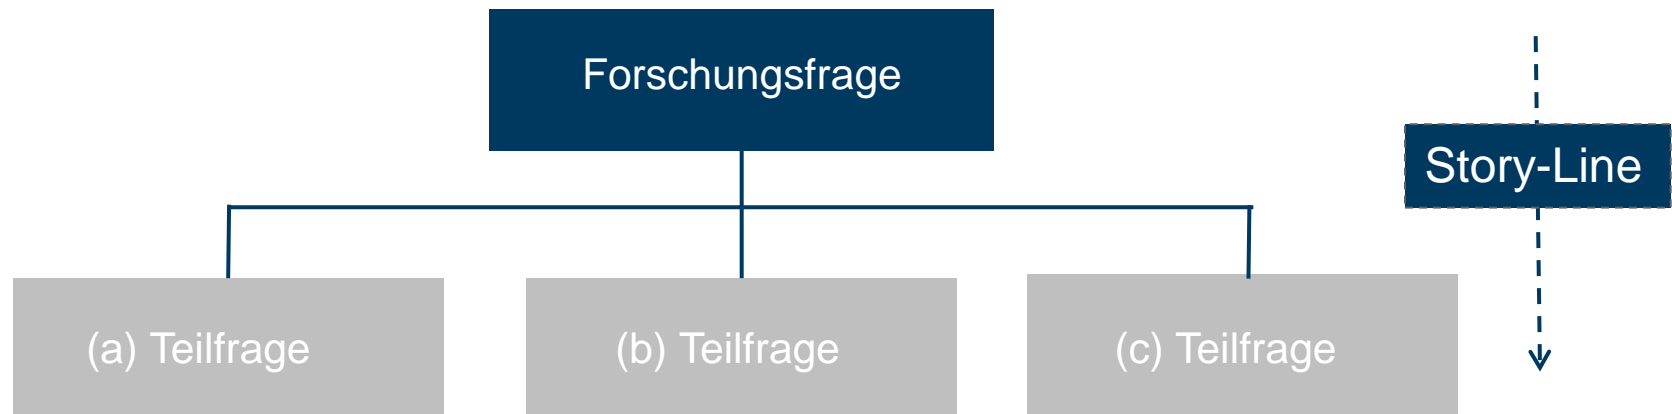 Forschungsfrage
Story-Line
(a) Teilfrage
(b) Teilfrage
(c) Teilfrage